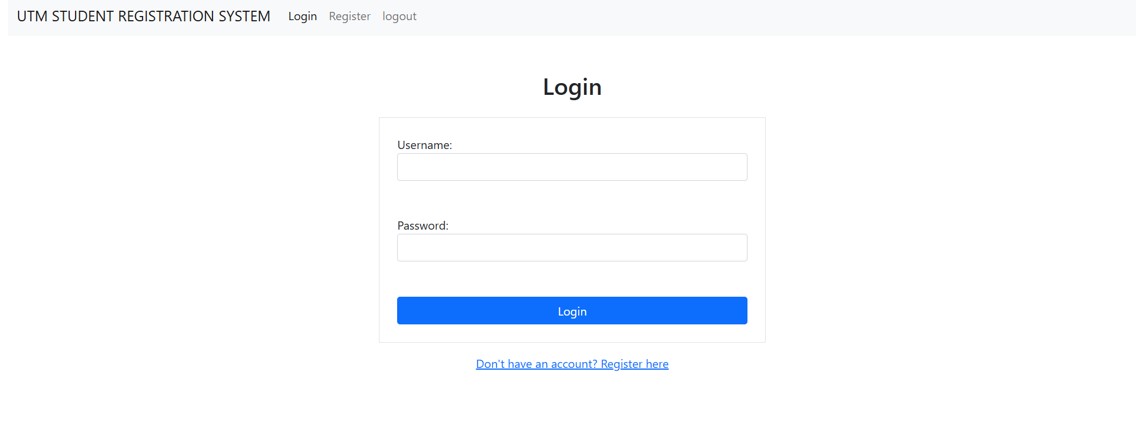 UTM STUDENT REGISTRATION SYSTEM Login Register logout
Login
Username:
Password:
Login
Don't have an account? Register here